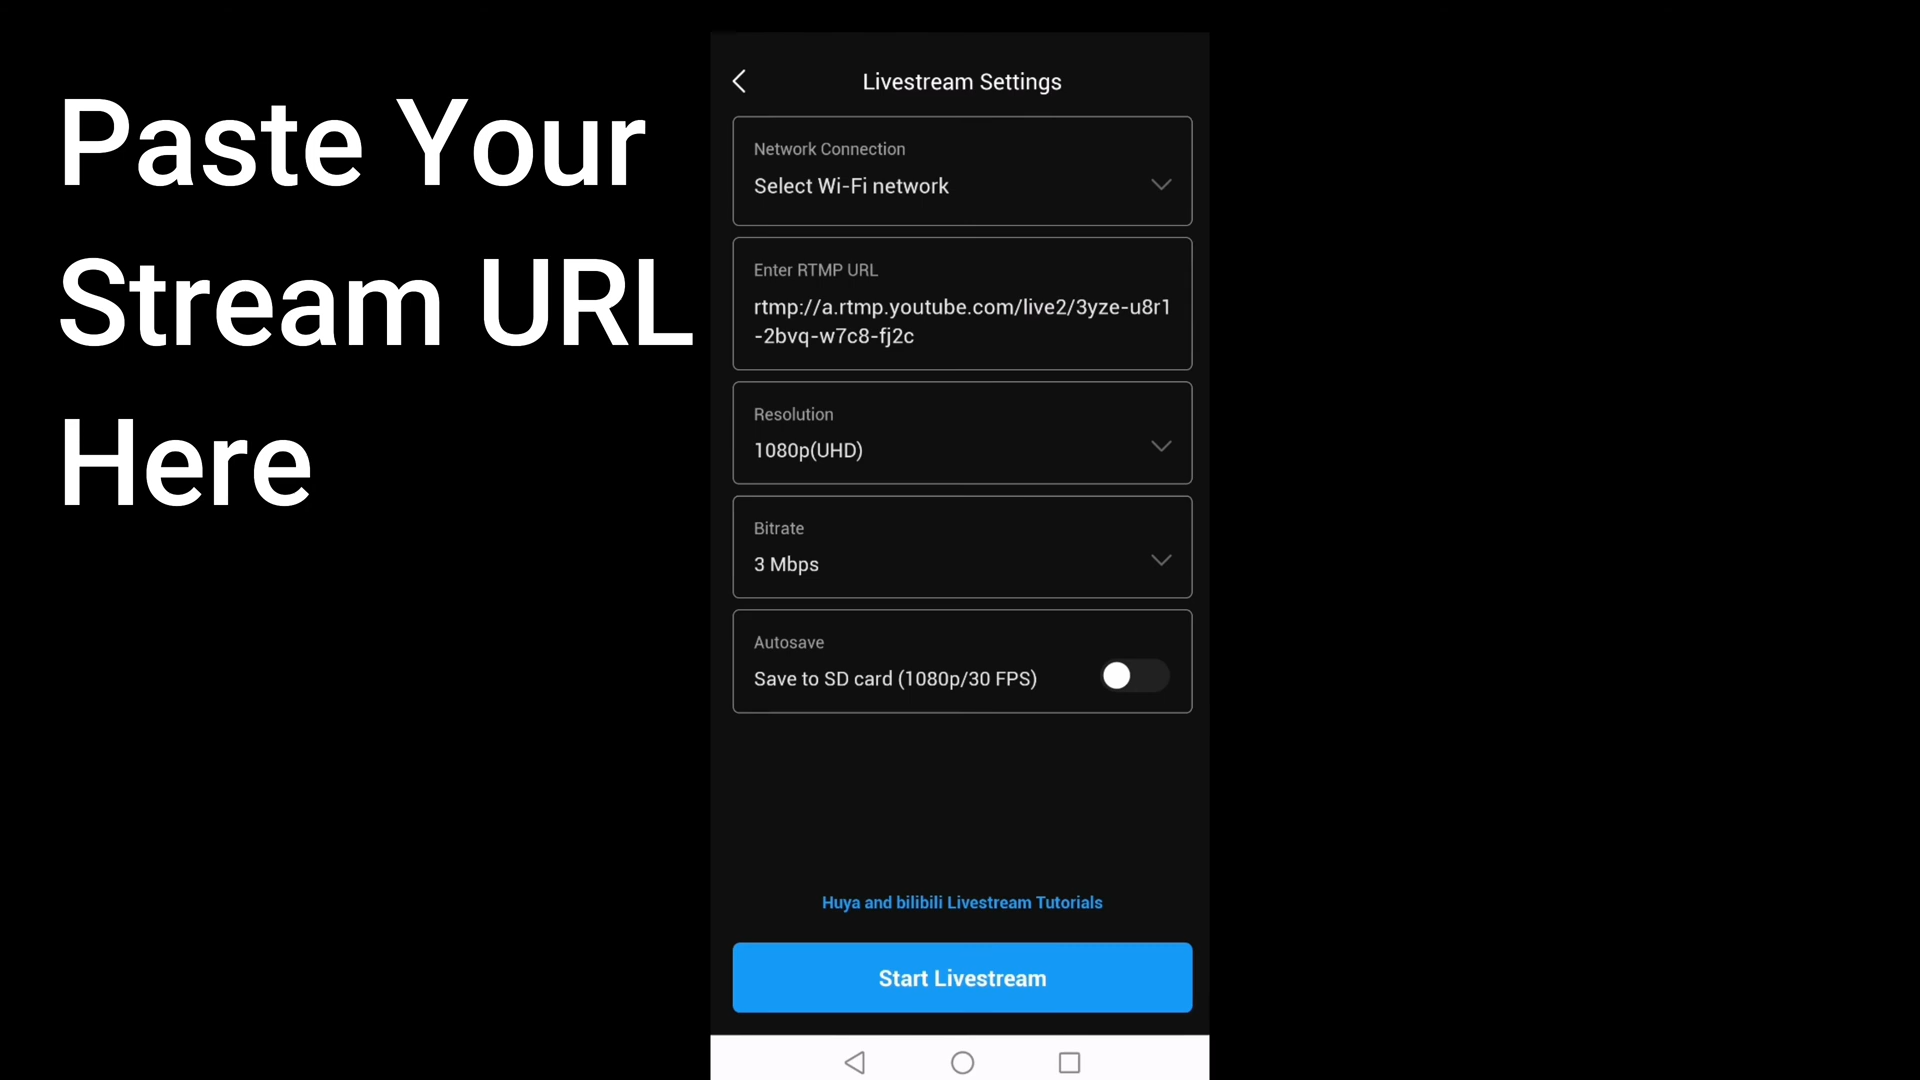 Paste Your
Stream URL
Here
Livestream Settings
Network Connection
Select Wi-Fi network
Enter RTMP URL
rtmp://a.rtmp.youtube.com/live2/3yze-u8r1
-2bvq-w7c8-fj2c
Resolution
1080p(UHD)
Bitrate
3 Mbps
Autosave
Save to SD card (1080p/30 FPS)
Huya and bilibili Livestream Tutorials
Start Livestream